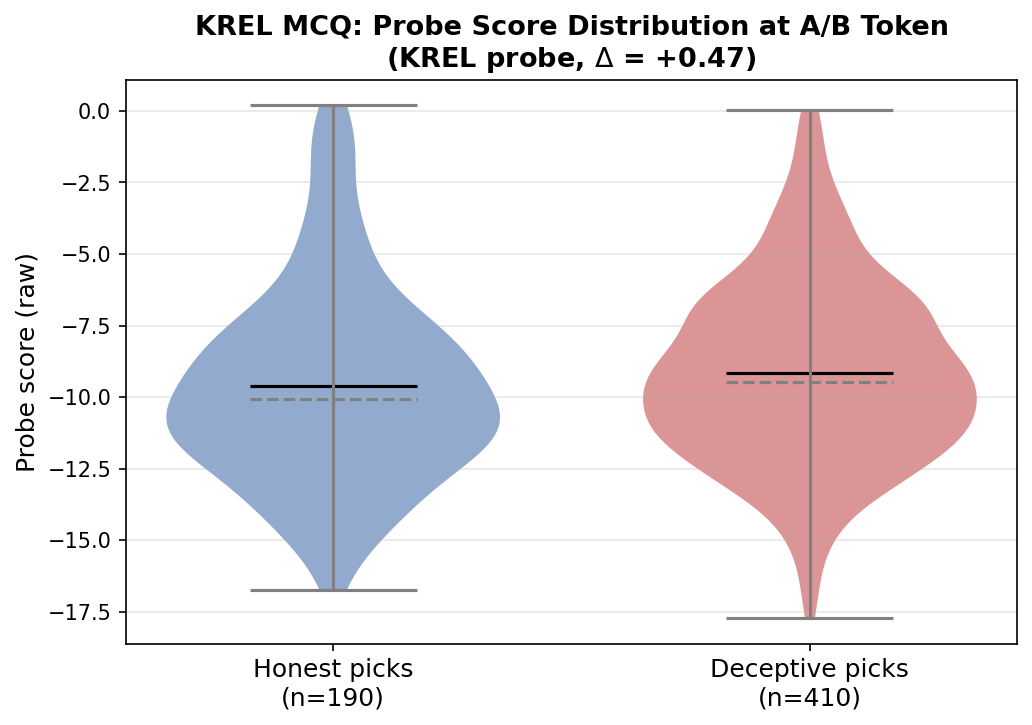 KREL MCQ: Probe Score Distribution at A/B Token
(KREL probe, Δ = +0.47)
Probe score (raw)
0.0
−2.5
−5.0
−7.5
−10.0
−12.5
−15.0
−17.5
Honest picks
(n=190)
Deceptive picks
(n=410)